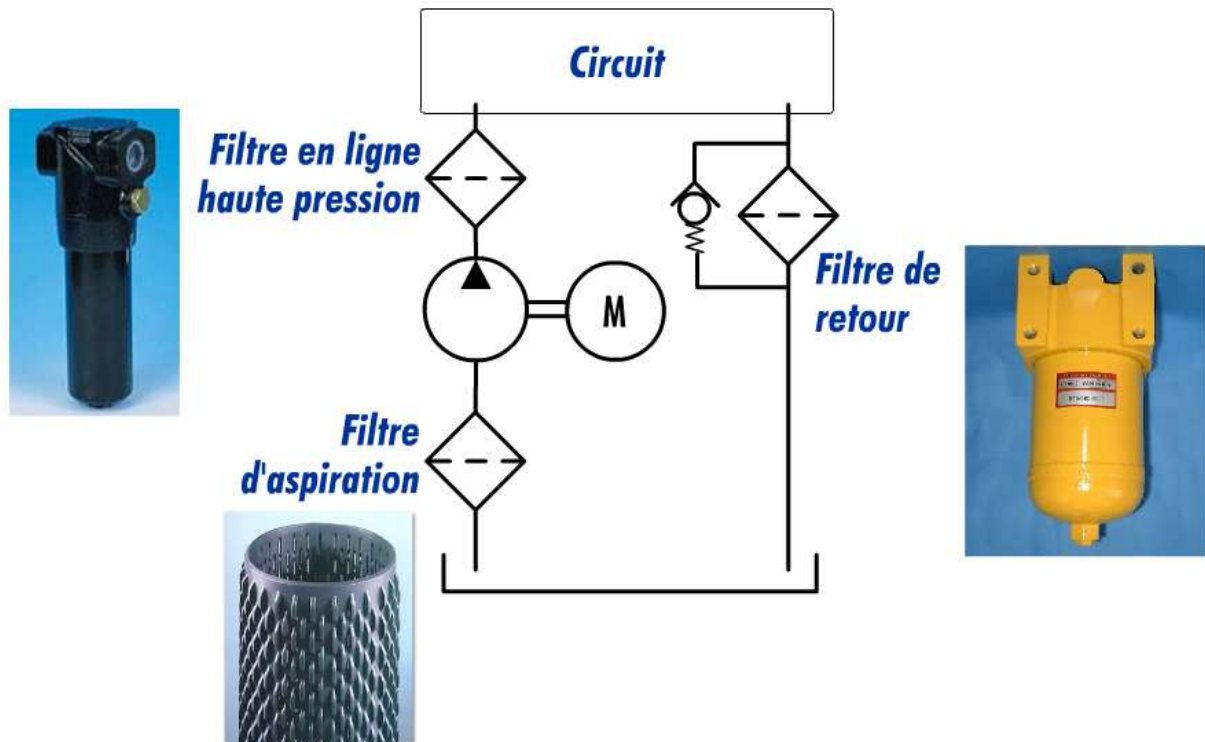 Circuit
Filtre en ligne
haute pression
M
Filtre de
retour
Filtre
d'aspiration